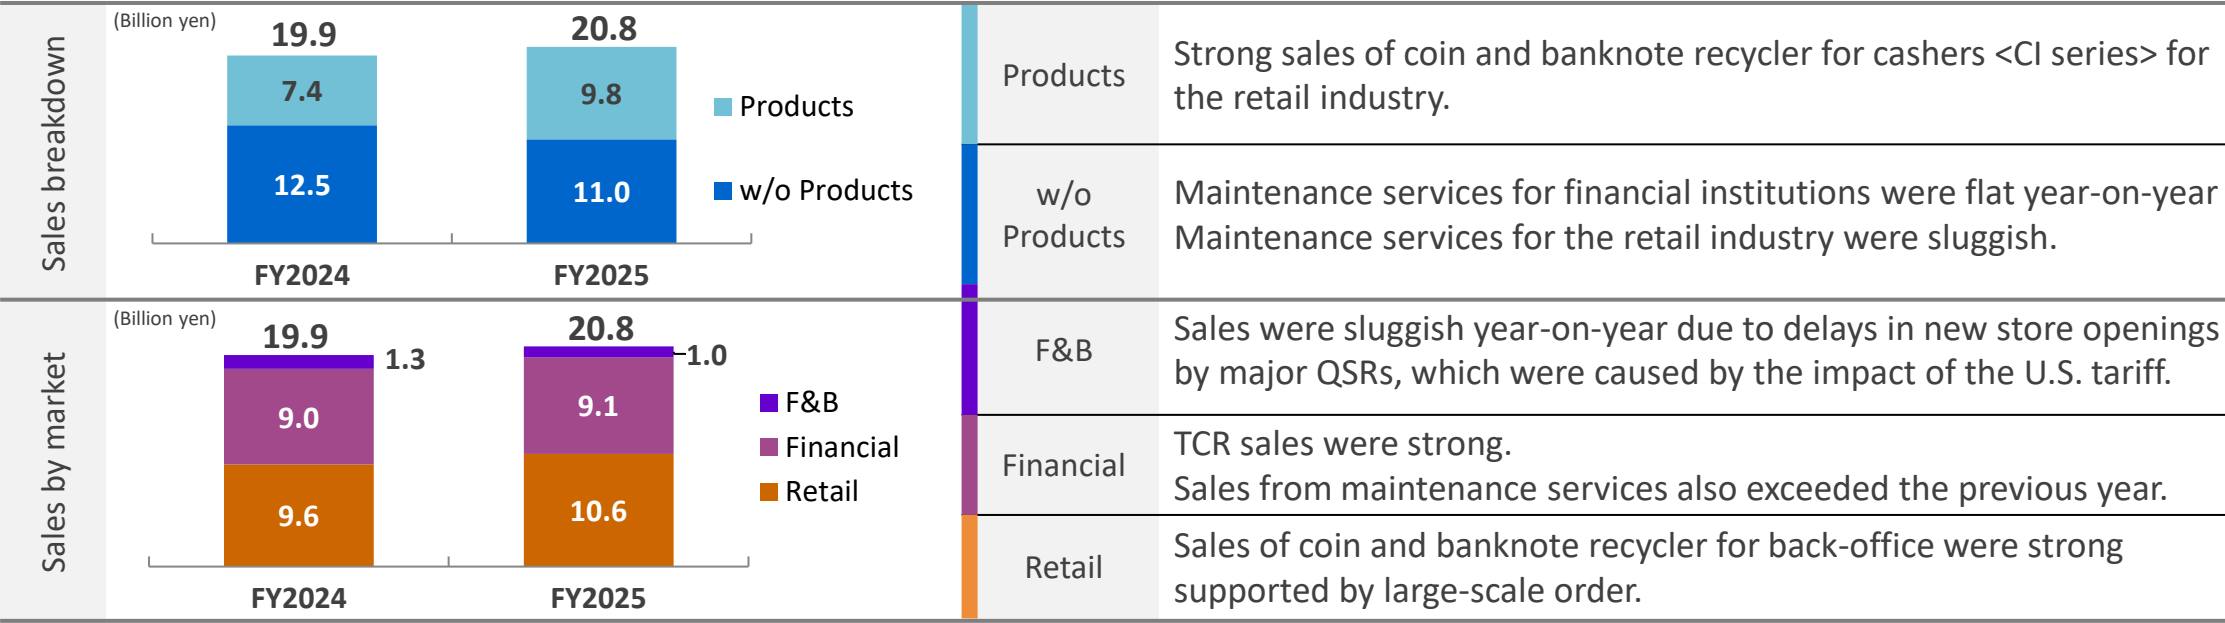 Sales breakdown
(Billion yen)
19.9
20.8
7.4
9.8
12.5
11.0
FY2024
FY2025
Products
w/o Products
Products
Strong sales of coin and banknote recycler for cashers <CI series> for
the retail industry.
w/o
Products
Maintenance services for financial institutions were flat year-on-year
Maintenance services for the retail industry were sluggish.
Sales by market
(Billion yen)
19.9
20.8
1.3
1.0
9.0
9.1
9.6
10.6
FY2024
FY2025
F&B
Financial
Retail
F&B
Sales were sluggish year-on-year due to delays in new store openings
by major QSRs, which were caused by the impact of the U.S. tariff.
Financial
TCR sales were strong.
Sales from maintenance services also exceeded the previous year.
Retail
Sales of coin and banknote recycler for back-office were strong
supported by large-scale order.